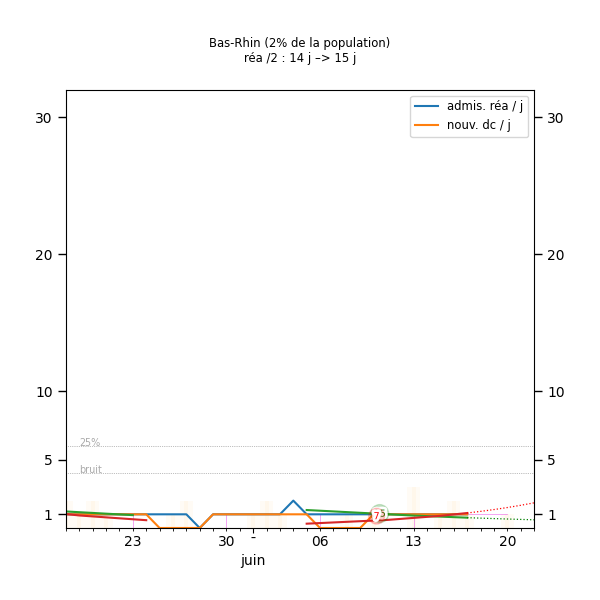 Bas-Rhin (2% de la population)
réa /2 : 14 j –> 15 j
admis. réa / j
nouv. dc / j
30
30
20
20
10
10
25%
5
5
bruit
1
1
23
30
06
13
20
juin